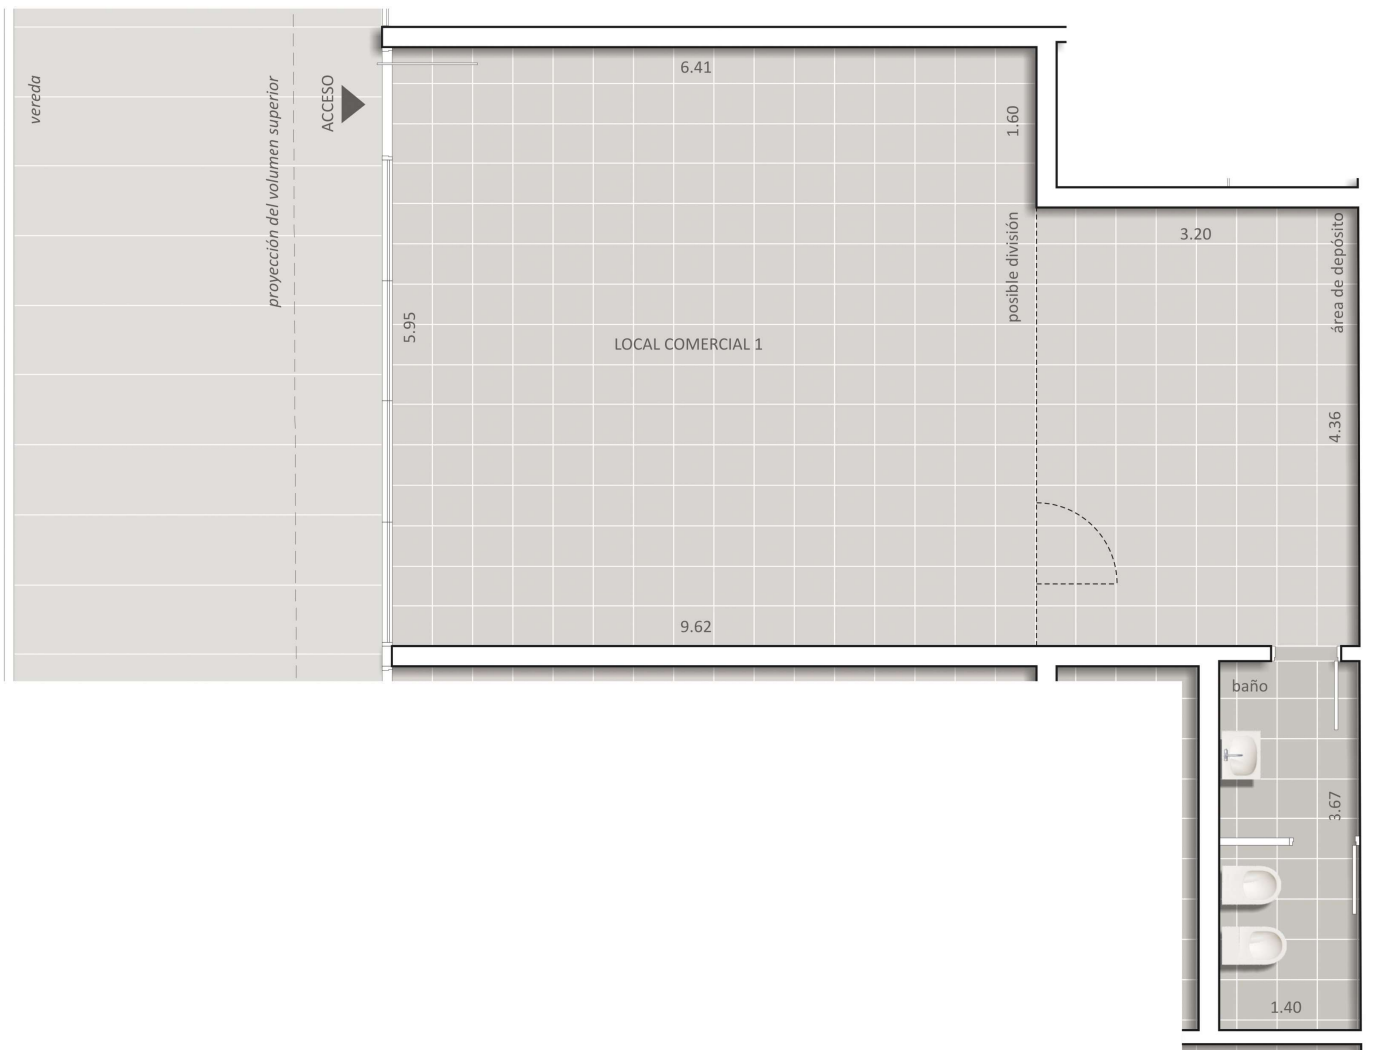 vereda
proyección del volumen superior
ACCESO
6.41
1.60
posible división
3.20
área de depósito
5.95
LOCAL COMERCIAL 1
4.36
9.62
baño
3.67
1.40